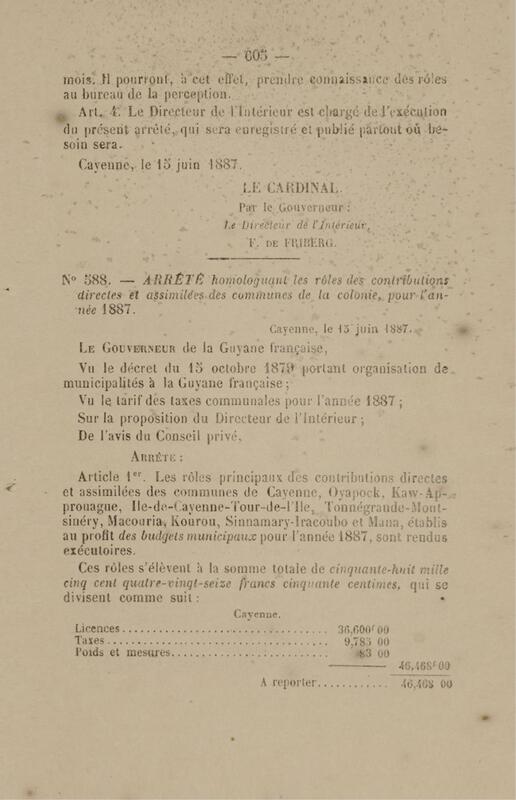 — 605 —
mois. Il pourront, à cet effet, prendre connaissance des rôles
au bureau de la perception.
Art. 4. Le Directeur de l'Intérieur est chargé de l'exécution
du présent arrêté, qui sera enregistré et publié partout où be-
soin sera.
Cayenne, le 15 juin 1887.
LE CARDINAL.
Par le Gouverneur :
Le Directeur de l'Intérieur,
F. DE FRIBERG.
N° 588. — ARRÊTÉ homologuant les rôles des contributions
directes et assimilées des communes de la colonie, pour l'an-
née 1887.
Cayenne, le 15 juin 1887.
LE GOUVERNEUR de la Guyane française,
Vu le décret du 15 octobre 1879 portant organisation de
municipalités à la Guyane française ;
Vu le tarif des taxes communales pour l'année 1887 ;
Sur la proposition du Directeur de l'Intérieur ;
De l'avis du Conseil privé,
ARRÊTE :
Article 1er. Les rôles principaux des contributions directes
et assimilées des communes de Cayenne, Oyapock, Kaw-Ap-
prouague, Ile-de-Cayenne-Tour-de-l'Ile, Tonnégrande-Mont-
sinéry, Macouria, Kourou, Sinnamary-Iracoubo et Mana, établis
au profit des budgets municipaux pour l'année 1887, sont rendus
exécutoires.
Ces rôles s'élèvent à la somme totale de cinquante-huit mille
cinq cent quatre-vingt-seize francs cinquante centimes, qui se
divisent comme suit :
Cayenne.
Licences.............................. 36,600f 00
Taxes................................. 9,785 00
Poids et mesures...................... 83 00
46,468f 00
A reporter............ 46,468 00